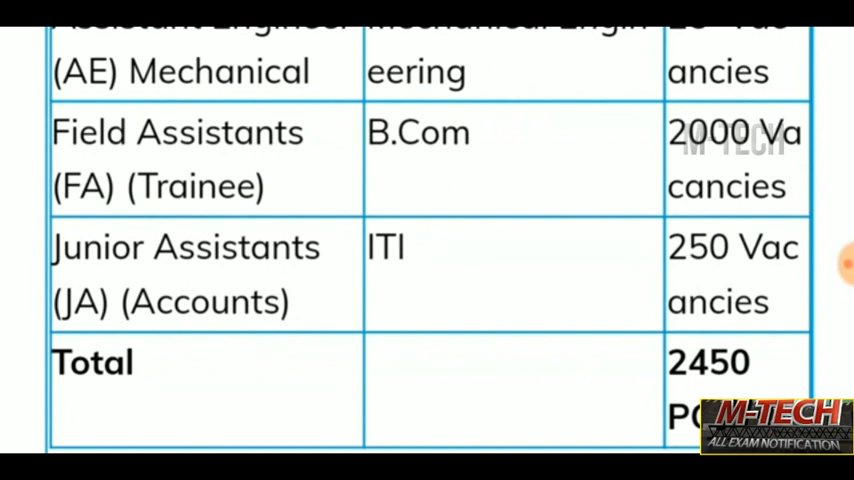 (AE) Mechanical eering ancies
Field Assistants B.Com 2000 Va
(FA) (Trainee) cancies
M-TECH
Junior Assistants ITI 250 Vac
(JA) (Accounts) ancies
Total 2450
M-TECH
ALL EXAM NOTIFICATION